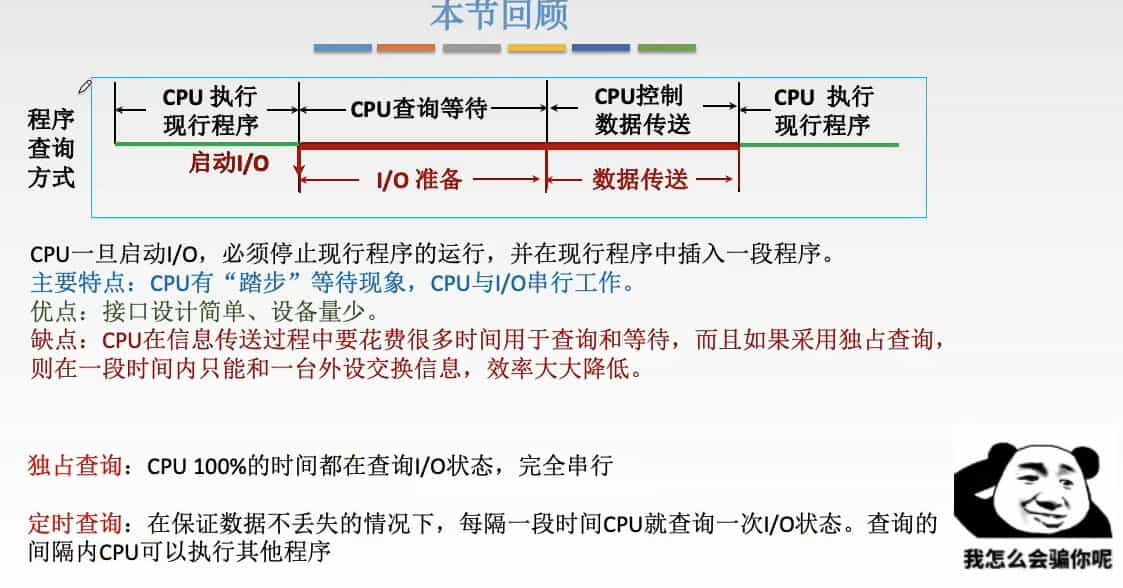 本节回顾
程序
查询
方式
CPU 执行
现行程序
CPU查询等待
CPU控制
数据传送
CPU 执行
现行程序
启动I/O
I/O 准备
数据传送
CPU一旦启动I/O，必须停止现行程序的运行，并在现行程序中插入一段程序。
主要特点：CPU有“踏步”等待现象，CPU与I/O串行工作。
优点：接口设计简单、设备量少。
缺点：CPU在信息传送过程中要花费很多时间用于查询和等待，而且如果采用独占查询，
则在一段时间内只能和一台外设交换信息，效率大大降低。
独占查询：CPU 100%的时间都在查询I/O状态，完全串行
定时查询：在保证数据不丢失的情况下，每隔一段时间CPU就查询一次I/O状态。查询的
间隔内CPU可以执行其他程序
我怎么会骗你呢